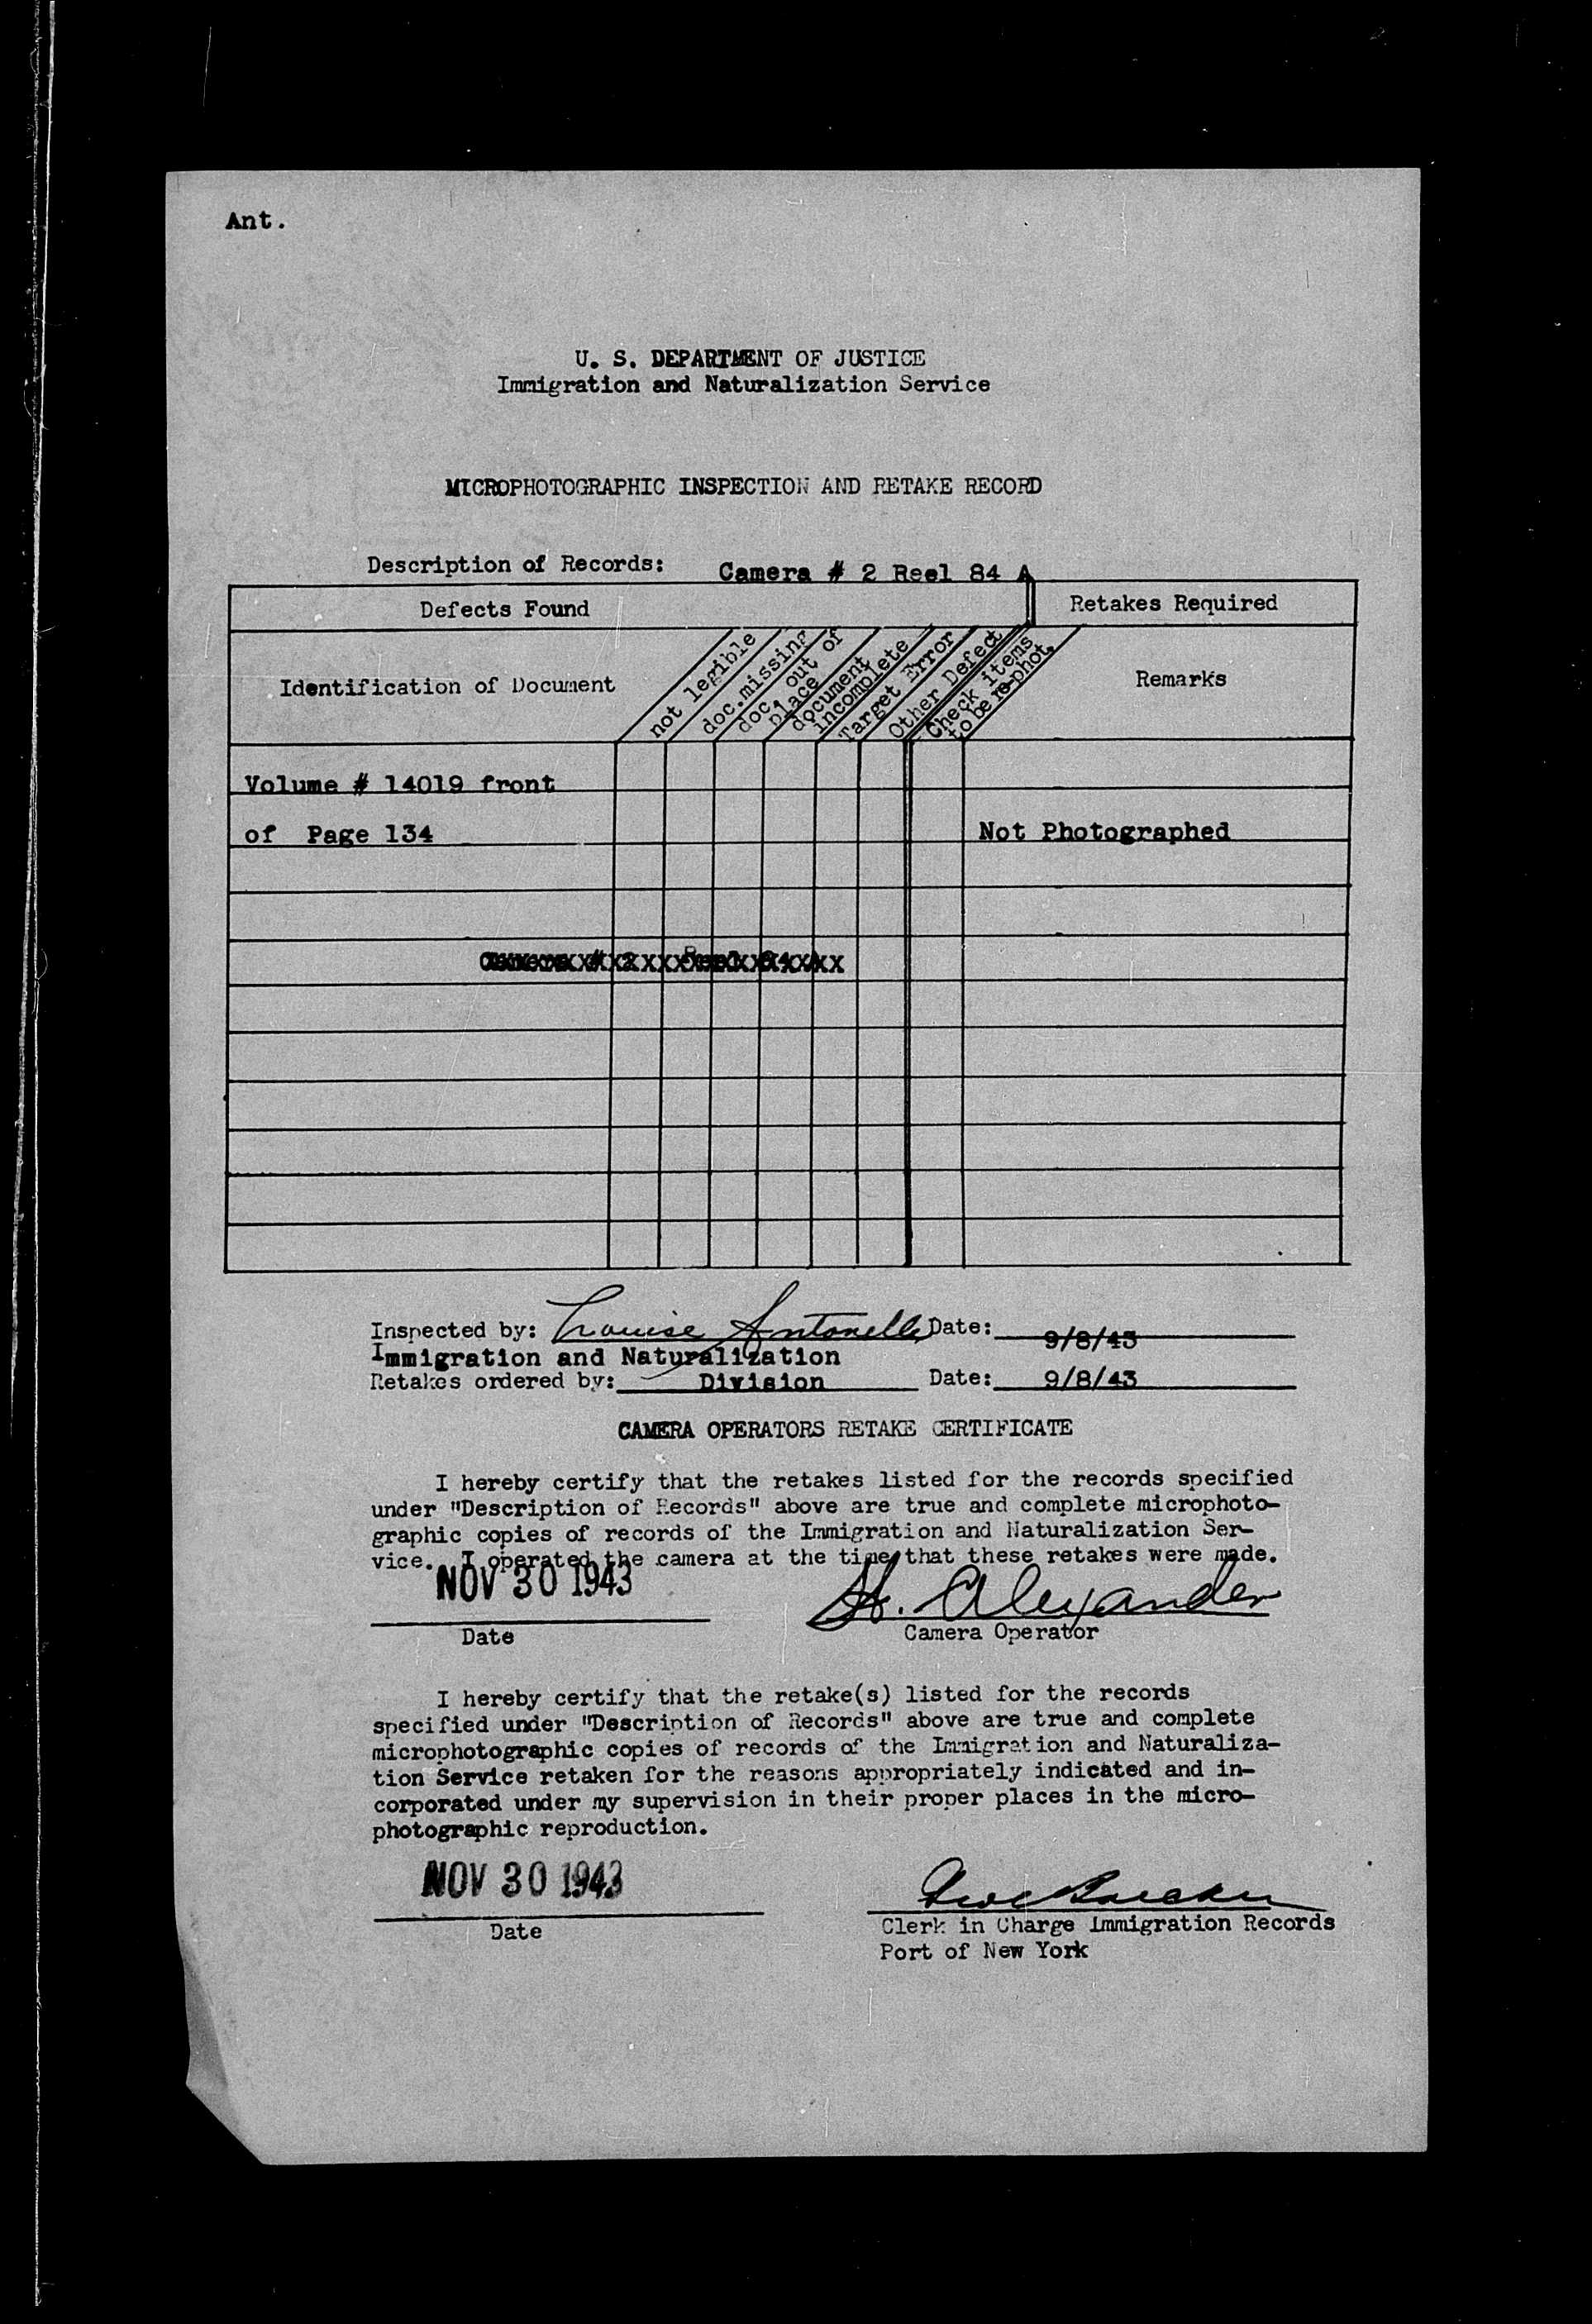 Ant.
U. S. DEPARTMENT OF JUSTICE
Immigration and Naturalization Service
MICROPHOTOGRAPHIC INSPECTION AND RETAKE RECORD
Description of Records: Camera # 2 Reel 84 A
Defects Found
Retakes Required
Identification of Document
not legible
doc.missing
doc. out of
place
document
incomplete
Target Error
Other Defect
Check items
to be re-phot.
Remarks
Volume # 14019 front
of Page 134
Not Photographed
Inspected by: Louise Antonelli Date: 9/8/43
Immigration and Naturalization
Retakes ordered by: Division Date: 9/8/43
CAMERA OPERATORS RETAKE CERTIFICATE
I hereby certify that the retakes listed for the records specified
under "Description of Records" above are true and complete microphoto-
graphic copies of records of the Immigration and Naturalization Ser-
vice. I operated the camera at the time that these retakes were made.
NOV 30 1943
H. Alexander
Date
Camera Operator
I hereby certify that the retake(s) listed for the records
specified under "Description of Records" above are true and complete
microphotographic copies of records of the Immigration and Naturaliza-
tion Service retaken for the reasons appropriately indicated and in-
corporated under my supervision in their proper places in the micro-
photographic reproduction.
NOV 30 1943
Date
Clerk in Charge Immigration Records
Port of New York